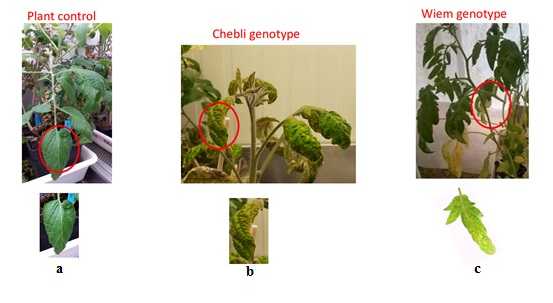 Plant control
Chebli genotype
Wiem genotype
a
b
c